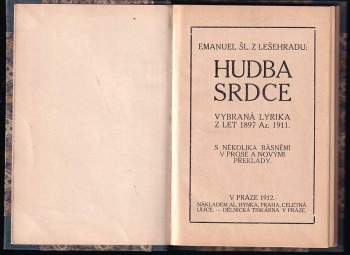 EMANUEL ŠL. Z LEŠEHRADU:
HUDBA
SRDCE
VYBRANÁ LYRIKA
Z LET 1897 Až. 1911.
S NĚKOLIKA BÁSNĚMI
V PROSE A NOVÝMI
PŘEKLADY.
V PRAZE 1912.
NÁKLADEM AL. HYNKA, PRAHA, CELETNÁ
ULICE. — DĚLNICKÁ TISKÁRNA V PRAZE.